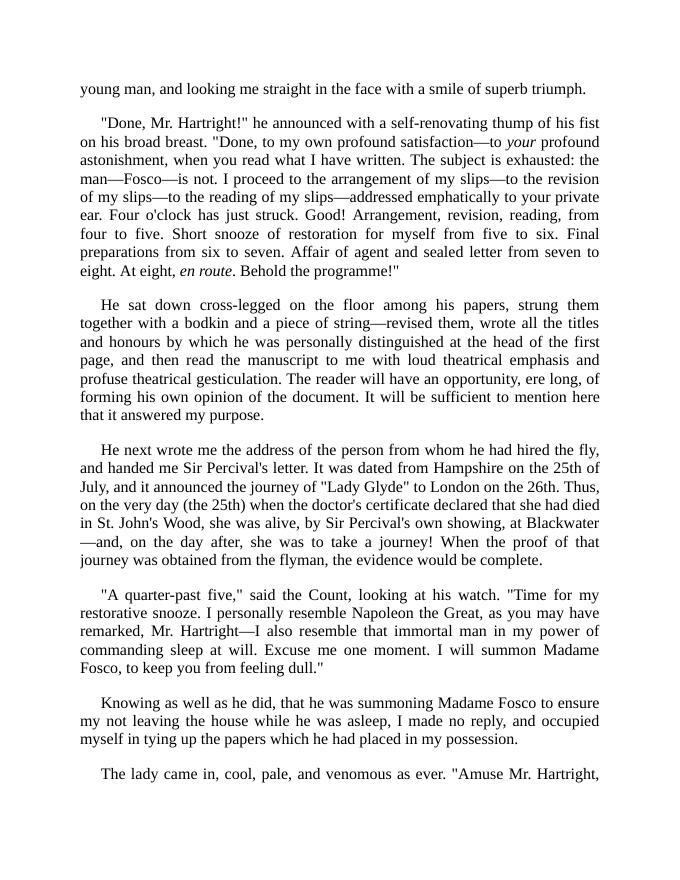 young man, and looking me straight in the face with a smile of superb triumph.
"Done, Mr. Hartright!" he announced with a self-renovating thump of his fist
on his broad breast. "Done, to my own profound satisfaction—to your profound
astonishment, when you read what I have written. The subject is exhausted: the
man—Fosco—is not. I proceed to the arrangement of my slips—to the revision
of my slips—to the reading of my slips—addressed emphatically to your private
ear. Four o'clock has just struck. Good! Arrangement, revision, reading, from
four to five. Short snooze of restoration for myself from five to six. Final
preparations from six to seven. Affair of agent and sealed letter from seven to
eight. At eight, en route. Behold the programme!"
He sat down cross-legged on the floor among his papers, strung them
together with a bodkin and a piece of string—revised them, wrote all the titles
and honours by which he was personally distinguished at the head of the first
page, and then read the manuscript to me with loud theatrical emphasis and
profuse theatrical gesticulation. The reader will have an opportunity, ere long, of
forming his own opinion of the document. It will be sufficient to mention here
that it answered my purpose.
He next wrote me the address of the person from whom he had hired the fly,
and handed me Sir Percival's letter. It was dated from Hampshire on the 25th of
July, and it announced the journey of "Lady Glyde" to London on the 26th. Thus,
on the very day (the 25th) when the doctor's certificate declared that she had died
in St. John's Wood, she was alive, by Sir Percival's own showing, at Blackwater
—and, on the day after, she was to take a journey! When the proof of that
journey was obtained from the flyman, the evidence would be complete.
"A quarter-past five," said the Count, looking at his watch. "Time for my
restorative snooze. I personally resemble Napoleon the Great, as you may have
remarked, Mr. Hartright—I also resemble that immortal man in my power of
commanding sleep at will. Excuse me one moment. I will summon Madame
Fosco, to keep you from feeling dull."
Knowing as well as he did, that he was summoning Madame Fosco to ensure
my not leaving the house while he was asleep, I made no reply, and occupied
myself in tying up the papers which he had placed in my possession.
The lady came in, cool, pale, and venomous as ever. "Amuse Mr. Hartright,